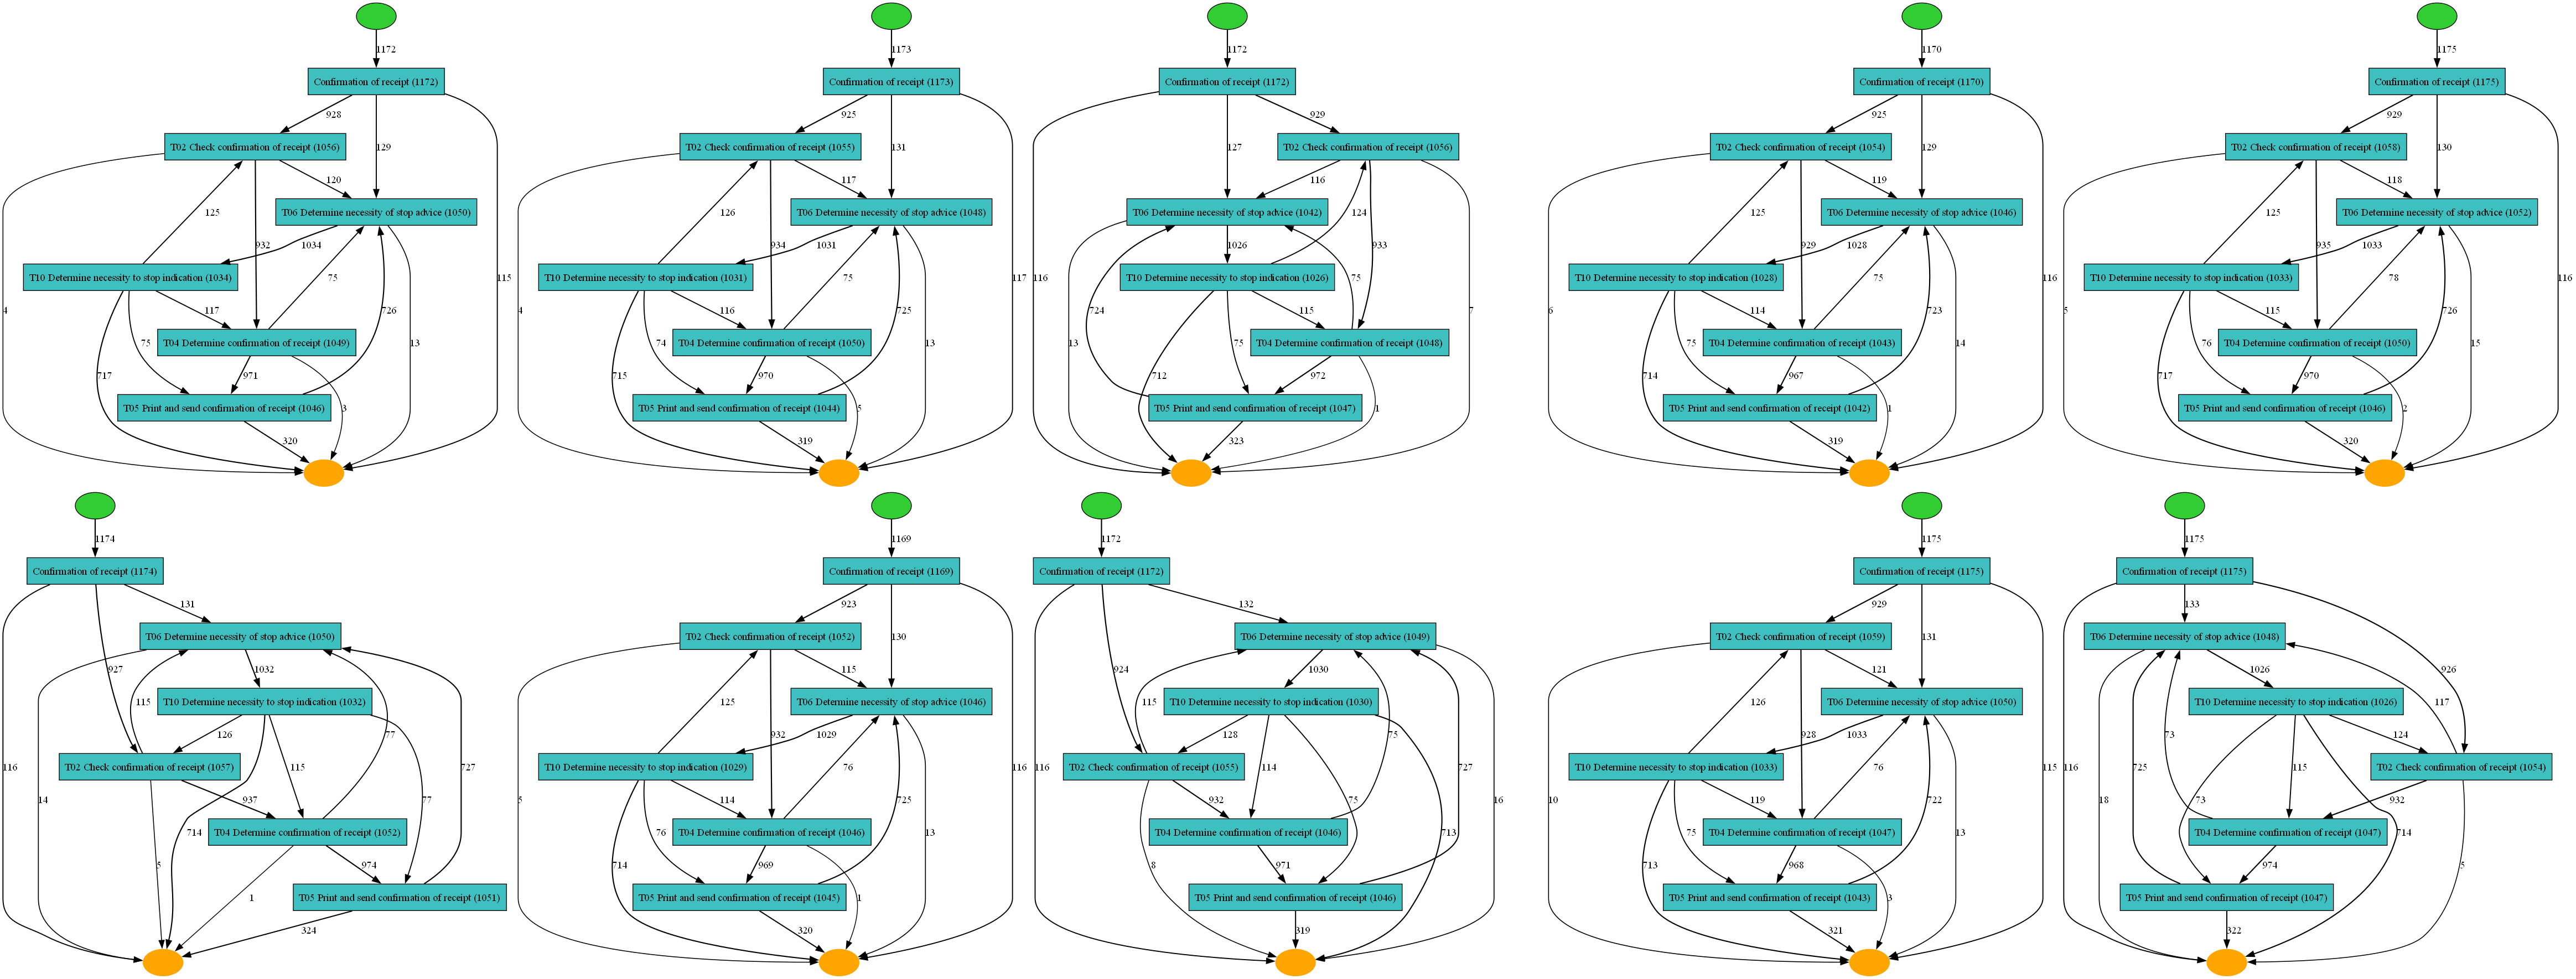 1172
Confirmation of receipt (1172)
928
T02 Check confirmation of receipt (1056)
129
120
T06 Determine necessity of stop advice (1050)
125
932
1034
T10 Determine necessity to stop indication (1034)
75
115
4
117
726
T04 Determine confirmation of receipt (1049)
75
13
717
971
T05 Print and send confirmation of receipt (1046)
3
320
1173
Confirmation of receipt (1173)
925
T02 Check confirmation of receipt (1055)
131
117
T06 Determine necessity of stop advice (1048)
126
934
1031
T10 Determine necessity to stop indication (1031)
75
117
4
116
725
T04 Determine confirmation of receipt (1050)
74
13
715
970
T05 Print and send confirmation of receipt (1044)
5
319
1172
Confirmation of receipt (1172)
929
127
T02 Check confirmation of receipt (1056)
116
T06 Determine necessity of stop advice (1042)
124
1026
933
T10 Determine necessity to stop indication (1026)
116
75
724
115
7
T04 Determine confirmation of receipt (1048)
13
75
712
972
T05 Print and send confirmation of receipt (1047)
1
323
1170
Confirmation of receipt (1170)
925
T02 Check confirmation of receipt (1054)
129
119
T06 Determine necessity of stop advice (1046)
125
929
1028
T10 Determine necessity to stop indication (1028)
75
116
6
114
723
T04 Determine confirmation of receipt (1043)
75
14
714
967
T05 Print and send confirmation of receipt (1042)
1
319
1175
Confirmation of receipt (1175)
929
T02 Check confirmation of receipt (1058)
130
118
T06 Determine necessity of stop advice (1052)
125
935
1033
T10 Determine necessity to stop indication (1033)
78
116
5
115
726
T04 Determine confirmation of receipt (1050)
76
15
717
970
T05 Print and send confirmation of receipt (1046)
2
320
1174
Confirmation of receipt (1174)
131
T06 Determine necessity of stop advice (1050)
927
1032
T10 Determine necessity to stop indication (1032)
115
126
T02 Check confirmation of receipt (1057)
116
115
77
727
14
937
77
T04 Determine confirmation of receipt (1052)
714
5
974
T05 Print and send confirmation of receipt (1051)
1
324
1169
Confirmation of receipt (1169)
923
T02 Check confirmation of receipt (1052)
130
115
T06 Determine necessity of stop advice (1046)
125
932
1029
T10 Determine necessity to stop indication (1029)
76
116
5
114
725
T04 Determine confirmation of receipt (1046)
76
13
714
969
T05 Print and send confirmation of receipt (1045)
1
320
1172
Confirmation of receipt (1172)
132
T06 Determine necessity of stop advice (1049)
924
1030
T10 Determine necessity to stop indication (1030)
115
128
75
727
T02 Check confirmation of receipt (1055)
116
114
75
16
932
T04 Determine confirmation of receipt (1046)
713
8
971
T05 Print and send confirmation of receipt (1046)
319
1175
Confirmation of receipt (1175)
929
T02 Check confirmation of receipt (1059)
131
121
T06 Determine necessity of stop advice (1050)
126
928
1033
T10 Determine necessity to stop indication (1033)
76
115
10
119
722
T04 Determine confirmation of receipt (1047)
75
13
713
968
T05 Print and send confirmation of receipt (1043)
3
321
1175
Confirmation of receipt (1175)
133
T06 Determine necessity of stop advice (1048)
926
1026
T10 Determine necessity to stop indication (1026)
117
73
124
T02 Check confirmation of receipt (1054)
116
725
115
18
73
932
T04 Determine confirmation of receipt (1047)
714
974
5
T05 Print and send confirmation of receipt (1047)
322